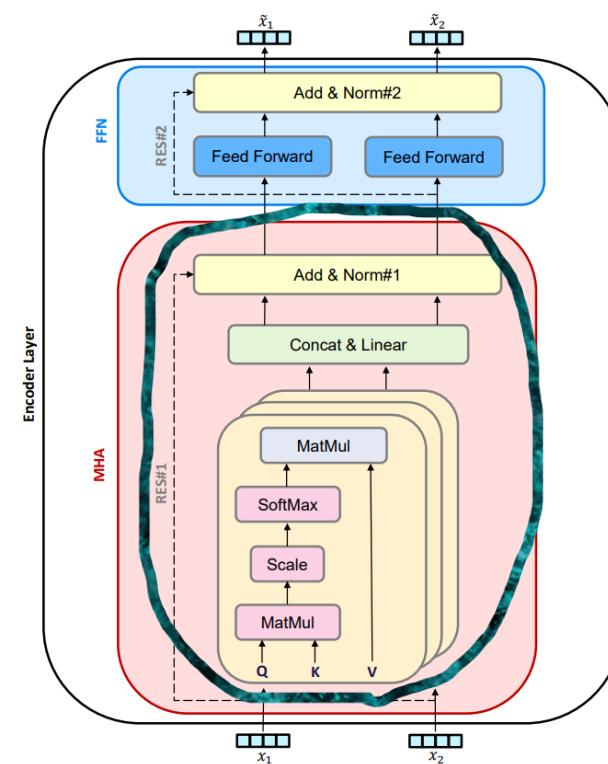 x̃₁ x̃₂
Add & Norm#2
Feed Forward Feed Forward
RES#2
FFN
Add & Norm#1
Concat & Linear
MatMul
SoftMax
Scale
MatMul
Q K V
RES#1
MHA
Encoder Layer
x₁ x₂